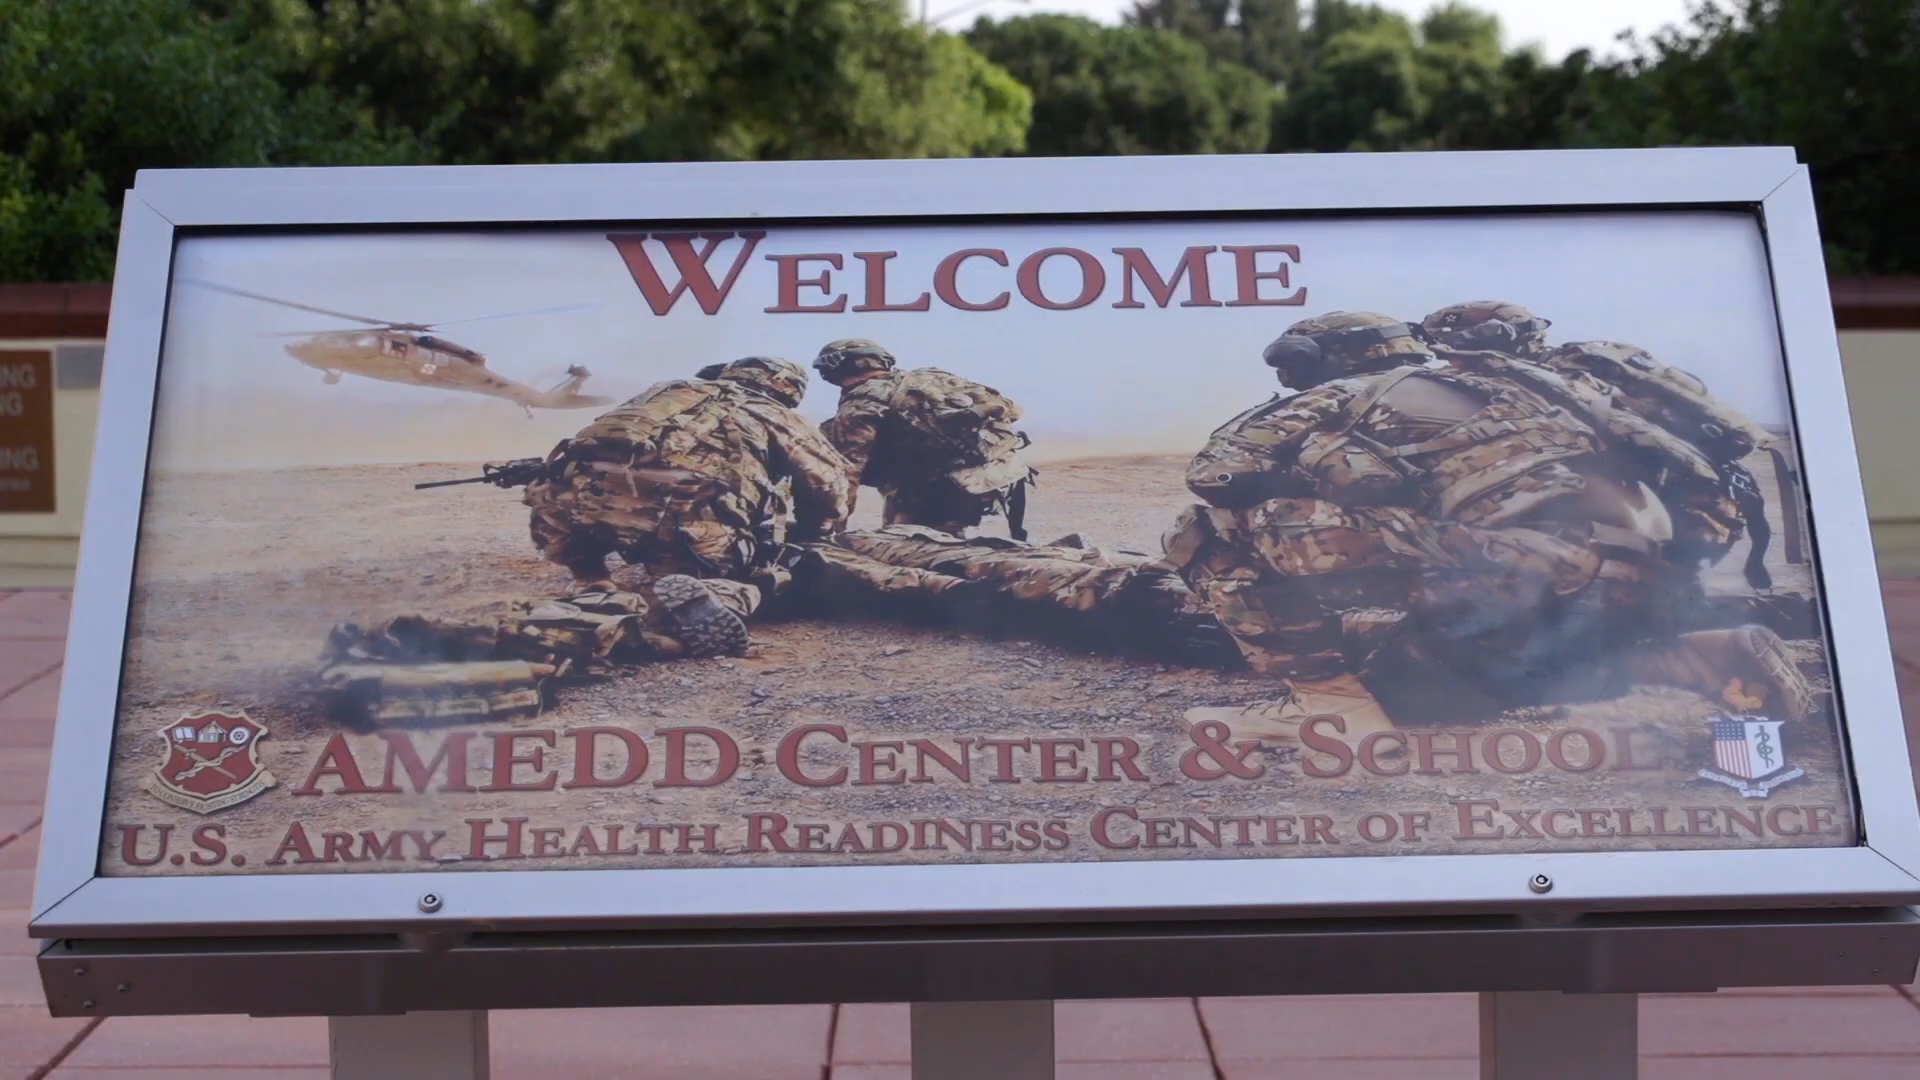 WELCOME
AMEDD CENTER & SCHOOL
U.S. ARMY HEALTH READINESS CENTER OF EXCELLENCE